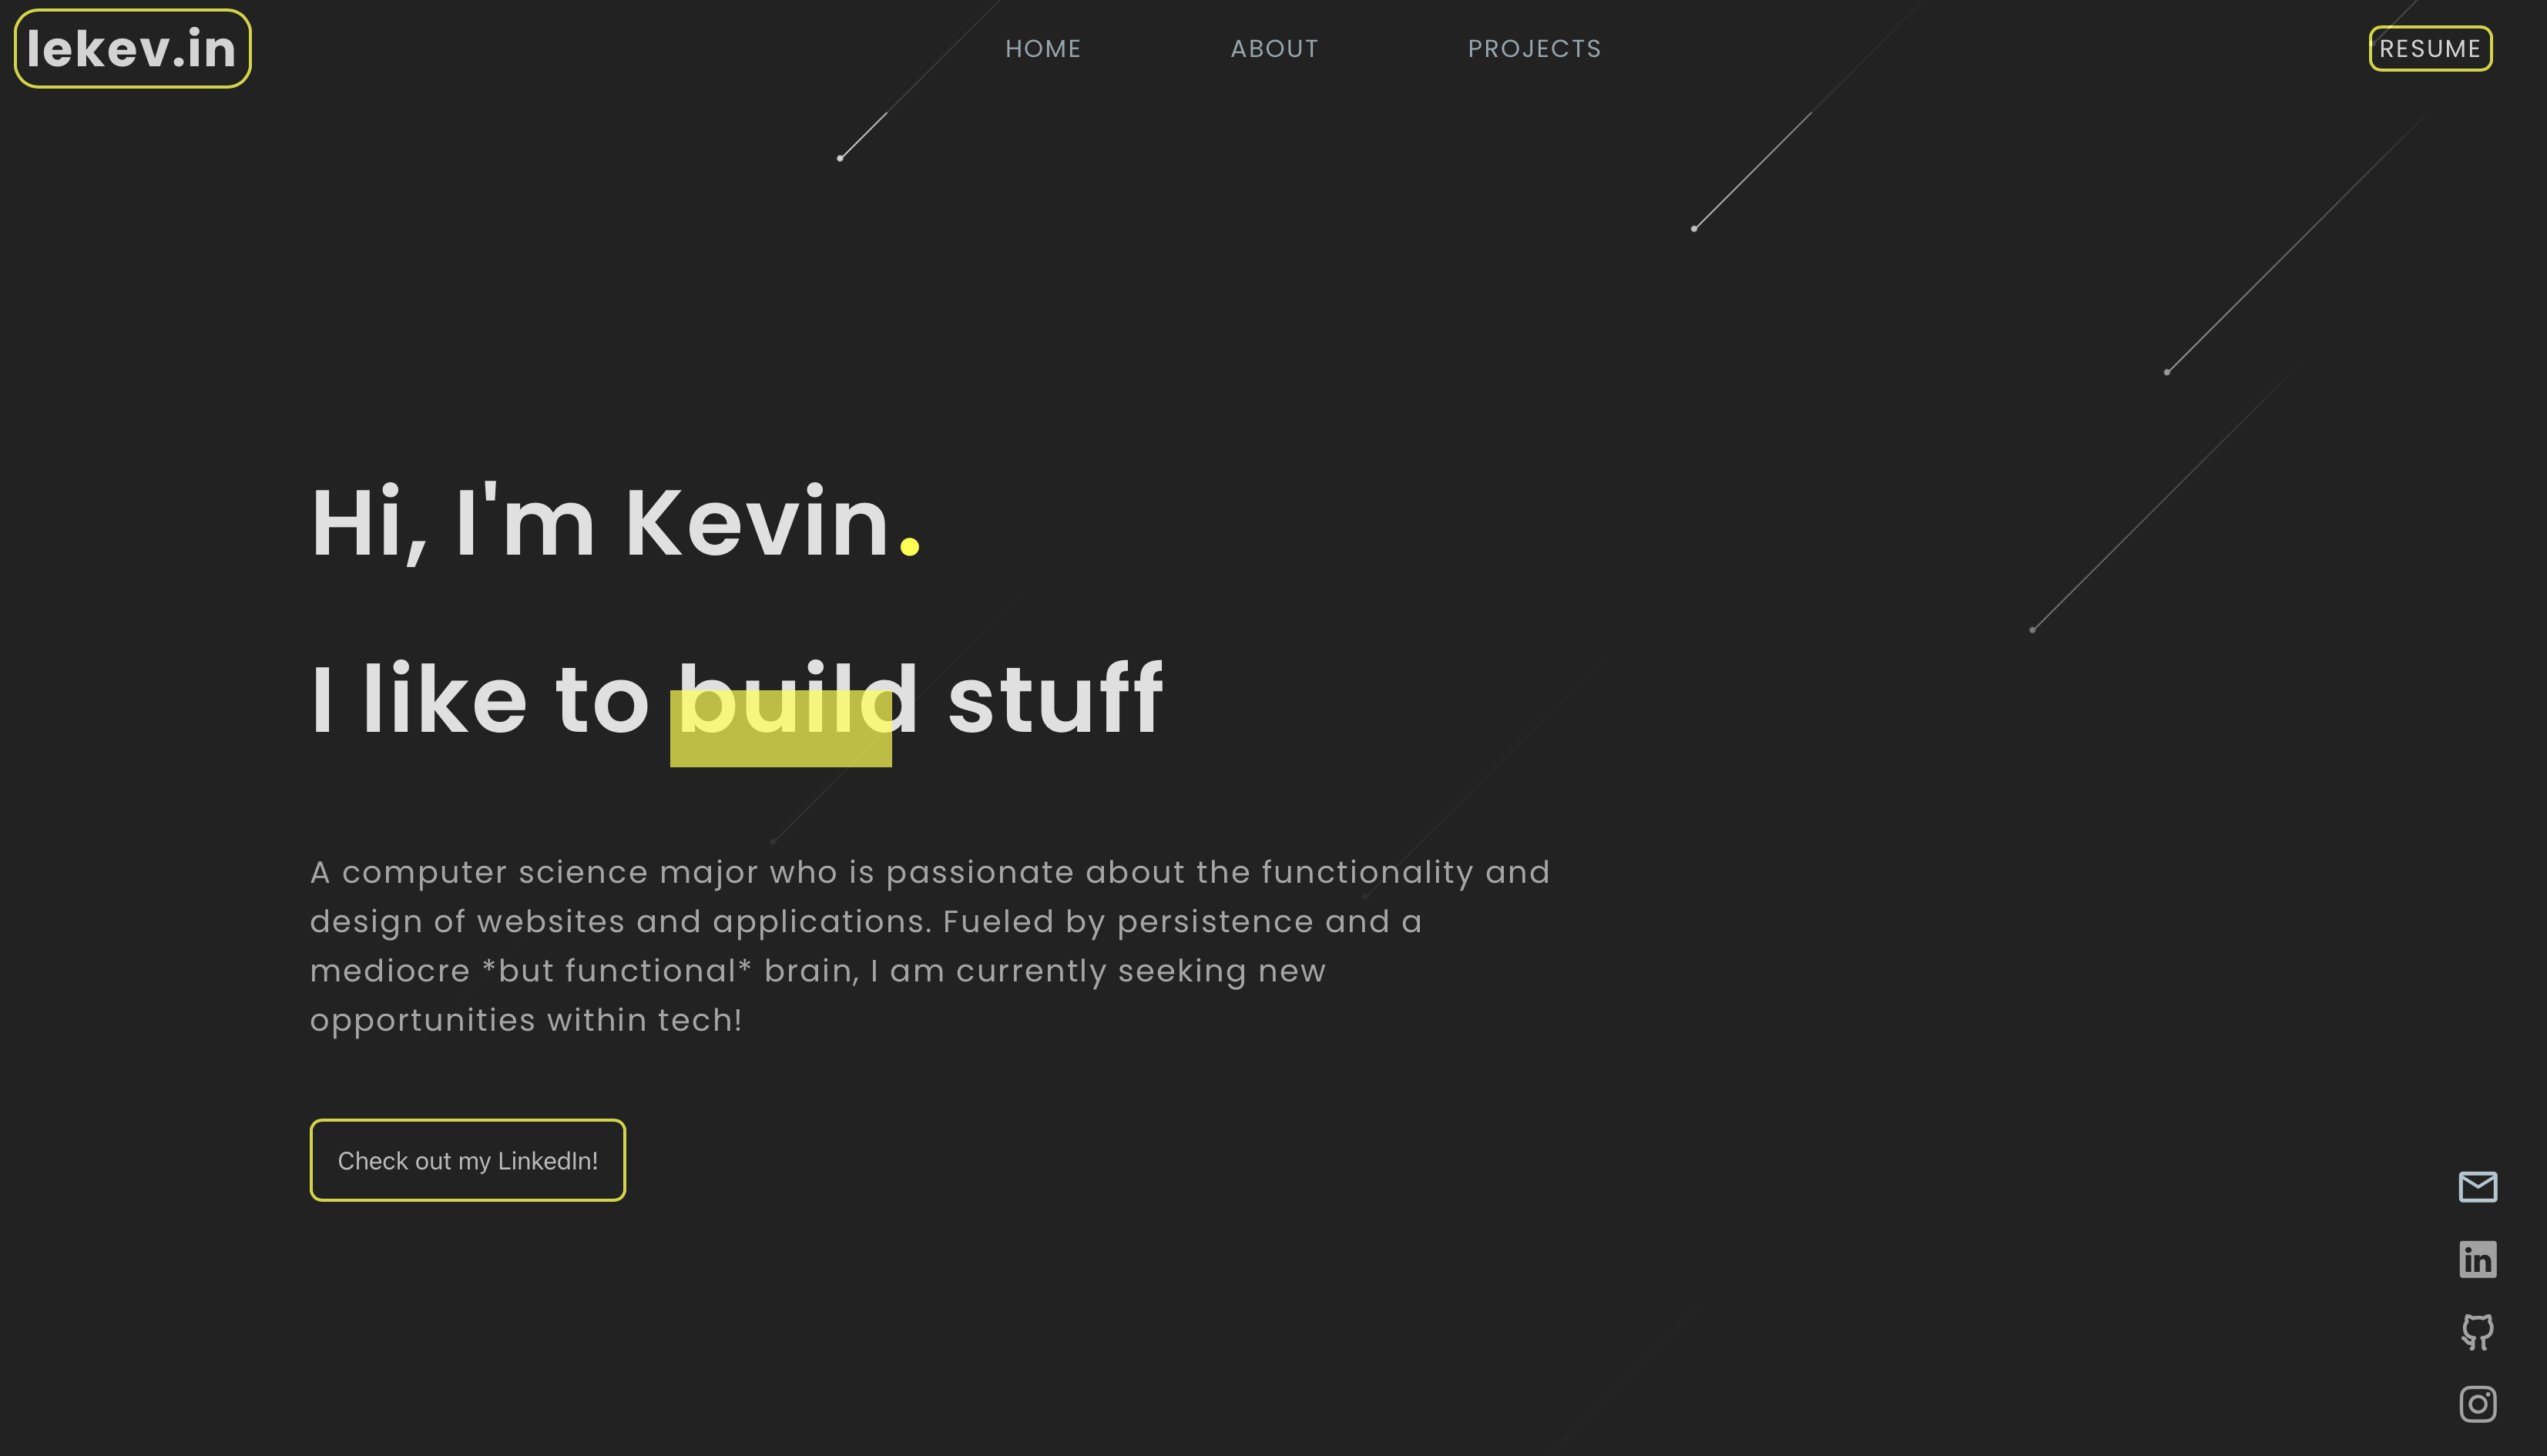 lekev.in
HOME ABOUT PROJECTS
RESUME
Hi, I'm Kevin.
I like to build stuff
A computer science major who is passionate about the functionality and
design of websites and applications. Fueled by persistence and a
mediocre *but functional* brain, I am currently seeking new
opportunities within tech!
Check out my LinkedIn!
in